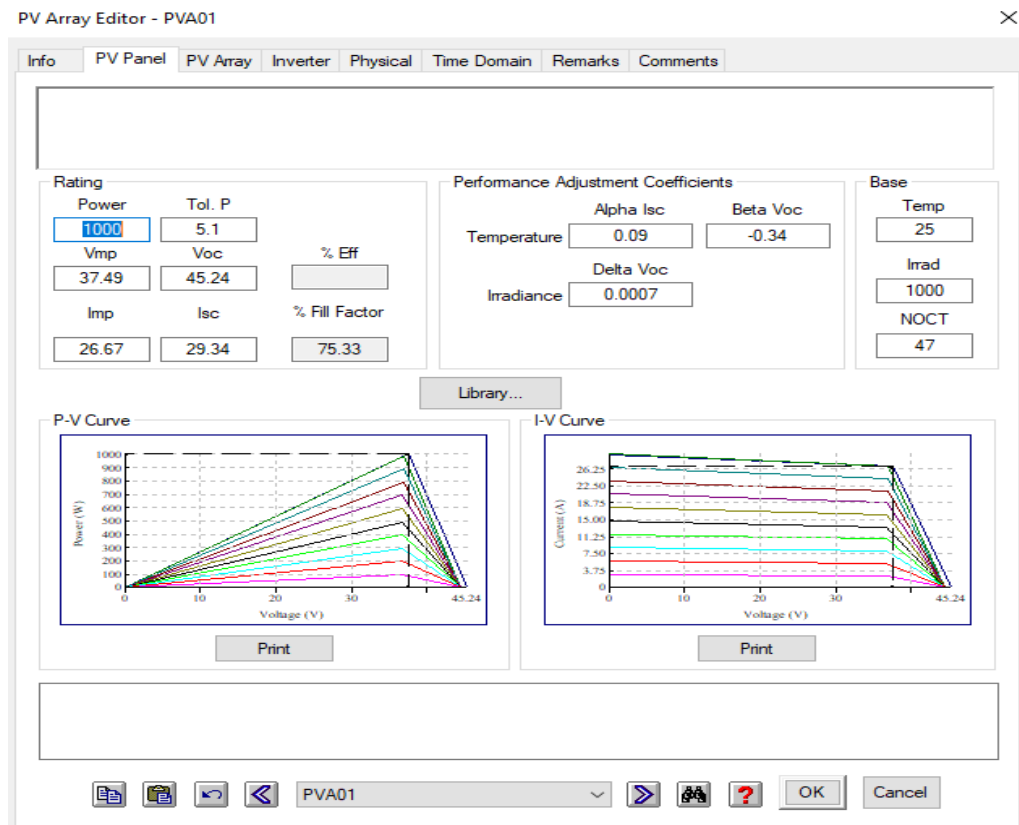 PV Array Editor - PVA01
Info PV Panel PV Array Inverter Physical Time Domain Remarks Comments
Rating
Power Tol. P
1000 5.1
Vmp Voc % Eff
37.49 45.24
Imp Isc % Fill Factor
26.67 29.34 75.33
Performance Adjustment Coefficients
Alpha Isc Beta Voc
Temperature 0.09 -0.34
Delta Voc
Irradiance 0.0007
Base
Temp
25
Irrad
1000
NOCT
47
Library...
P-V Curve
1000
900
800
700
600
500
400
300
200
100
0
Power (W)
0 10 20 30 45.24
Voltage (V)
Print
I-V Curve
26.25
22.50
18.75
15.00
11.25
7.50
3.75
0
Current (A)
0 10 20 30 45.24
Voltage (V)
Print
PVA01
?
OK
Cancel